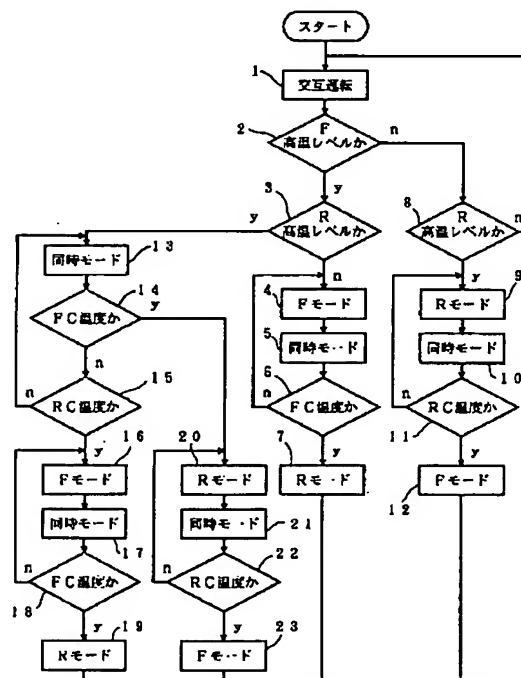 スタート
1
交互運転
2
F
高温レベルか
n
y
3
R
高温レベルか
y
n
8
R
高温レベルか
n
y
13
同時モード
14
FC温度か
y
n
15
RC温度か
n
y
4
Fモード
5
同時モード
6
FC温度か
n
y
7
Rモード
9
Rモード
同時モード
10
RC温度か
n
11
y
12
Fモード
16
Fモード
同時モード
17
FC温度か
n
18
y
19
Rモード
20
Rモード
同時モード
21
22
RC温度か
n
y
23
Fモード